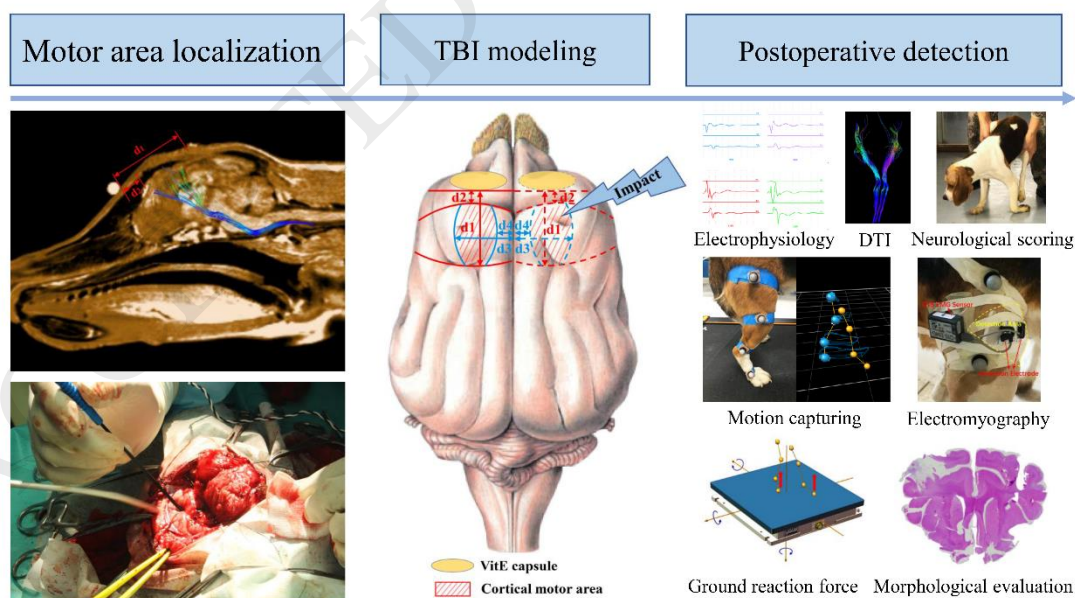 Motor area localization
TBI modeling
Postoperative detection
d1
d2
Impact
d2
d2
d1
d4
d4'
d1
d3
d3'
Electrophysiology
DTI
Neurological scoring
Motion capturing
Electromyography
Ground reaction force
Morphological evaluation
VitE capsule
Cortical motor area